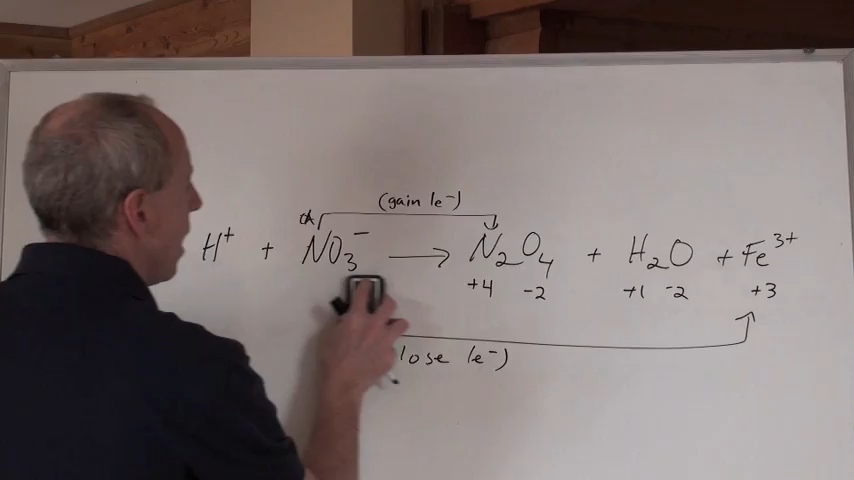 (gain 1e⁻)
H⁺ + NO₃⁻ → N₂O₄ + H₂O + Fe³⁺
+4 -2 +1 -2 +3
lose 1e⁻)